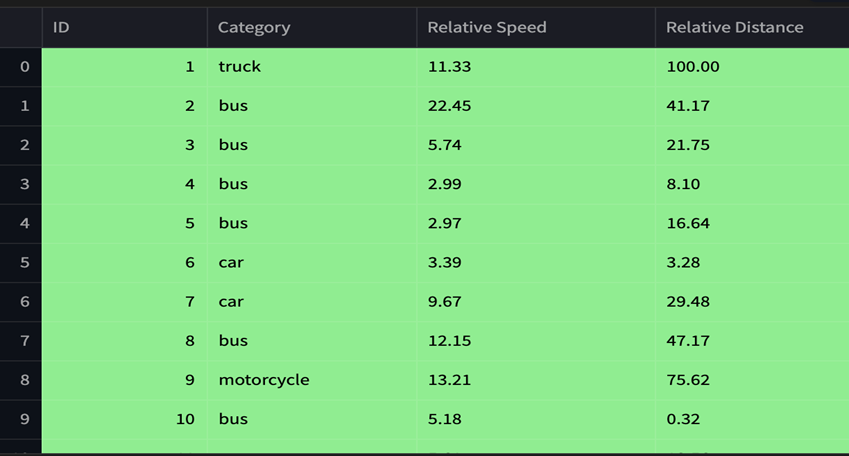 ID Category Relative Speed Relative Distance
0 1 truck 11.33 100.00
1 2 bus 22.45 41.17
2 3 bus 5.74 21.75
3 4 bus 2.99 8.10
4 5 bus 2.97 16.64
5 6 car 3.39 3.28
6 7 car 9.67 29.48
7 8 bus 12.15 47.17
8 9 motorcycle 13.21 75.62
9 10 bus 5.18 0.32